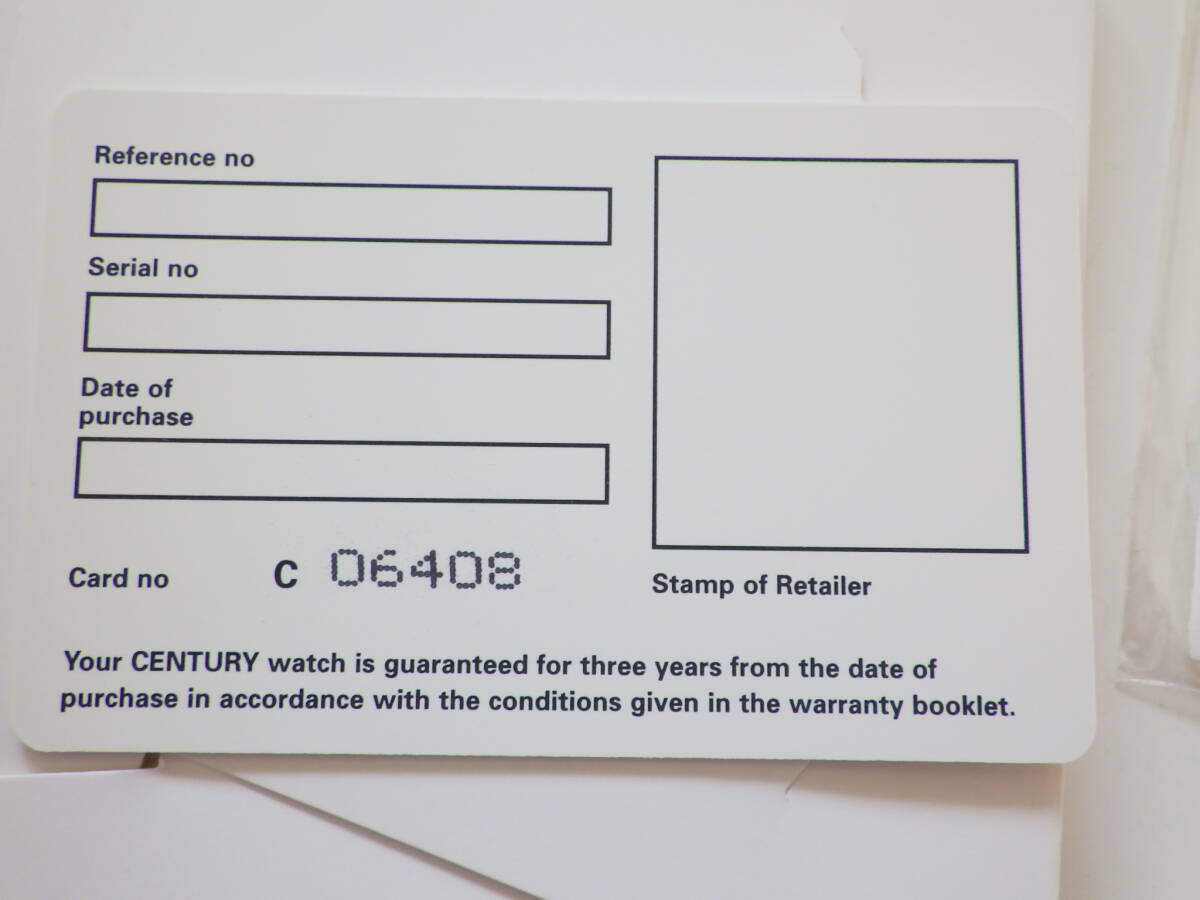 Reference no
Serial no
Date of
purchase
Card no C 06408
Stamp of Retailer
Your CENTURY watch is guaranteed for three years from the date of
purchase in accordance with the conditions given in the warranty booklet.